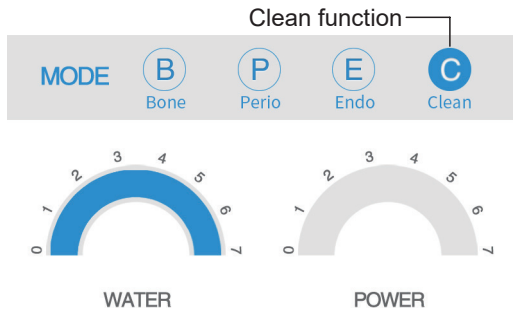 Clean function
MODE B P E C
Bone Perio Endo Clean
0 1 2 3 4 5 6 7
0 1 2 3 4 5 6 7
WATER POWER